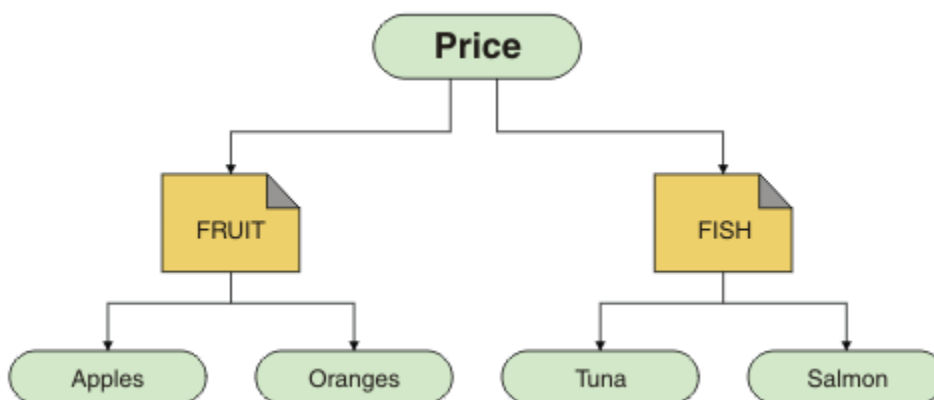 Price
FRUIT
FISH
Apples
Oranges
Tuna
Salmon